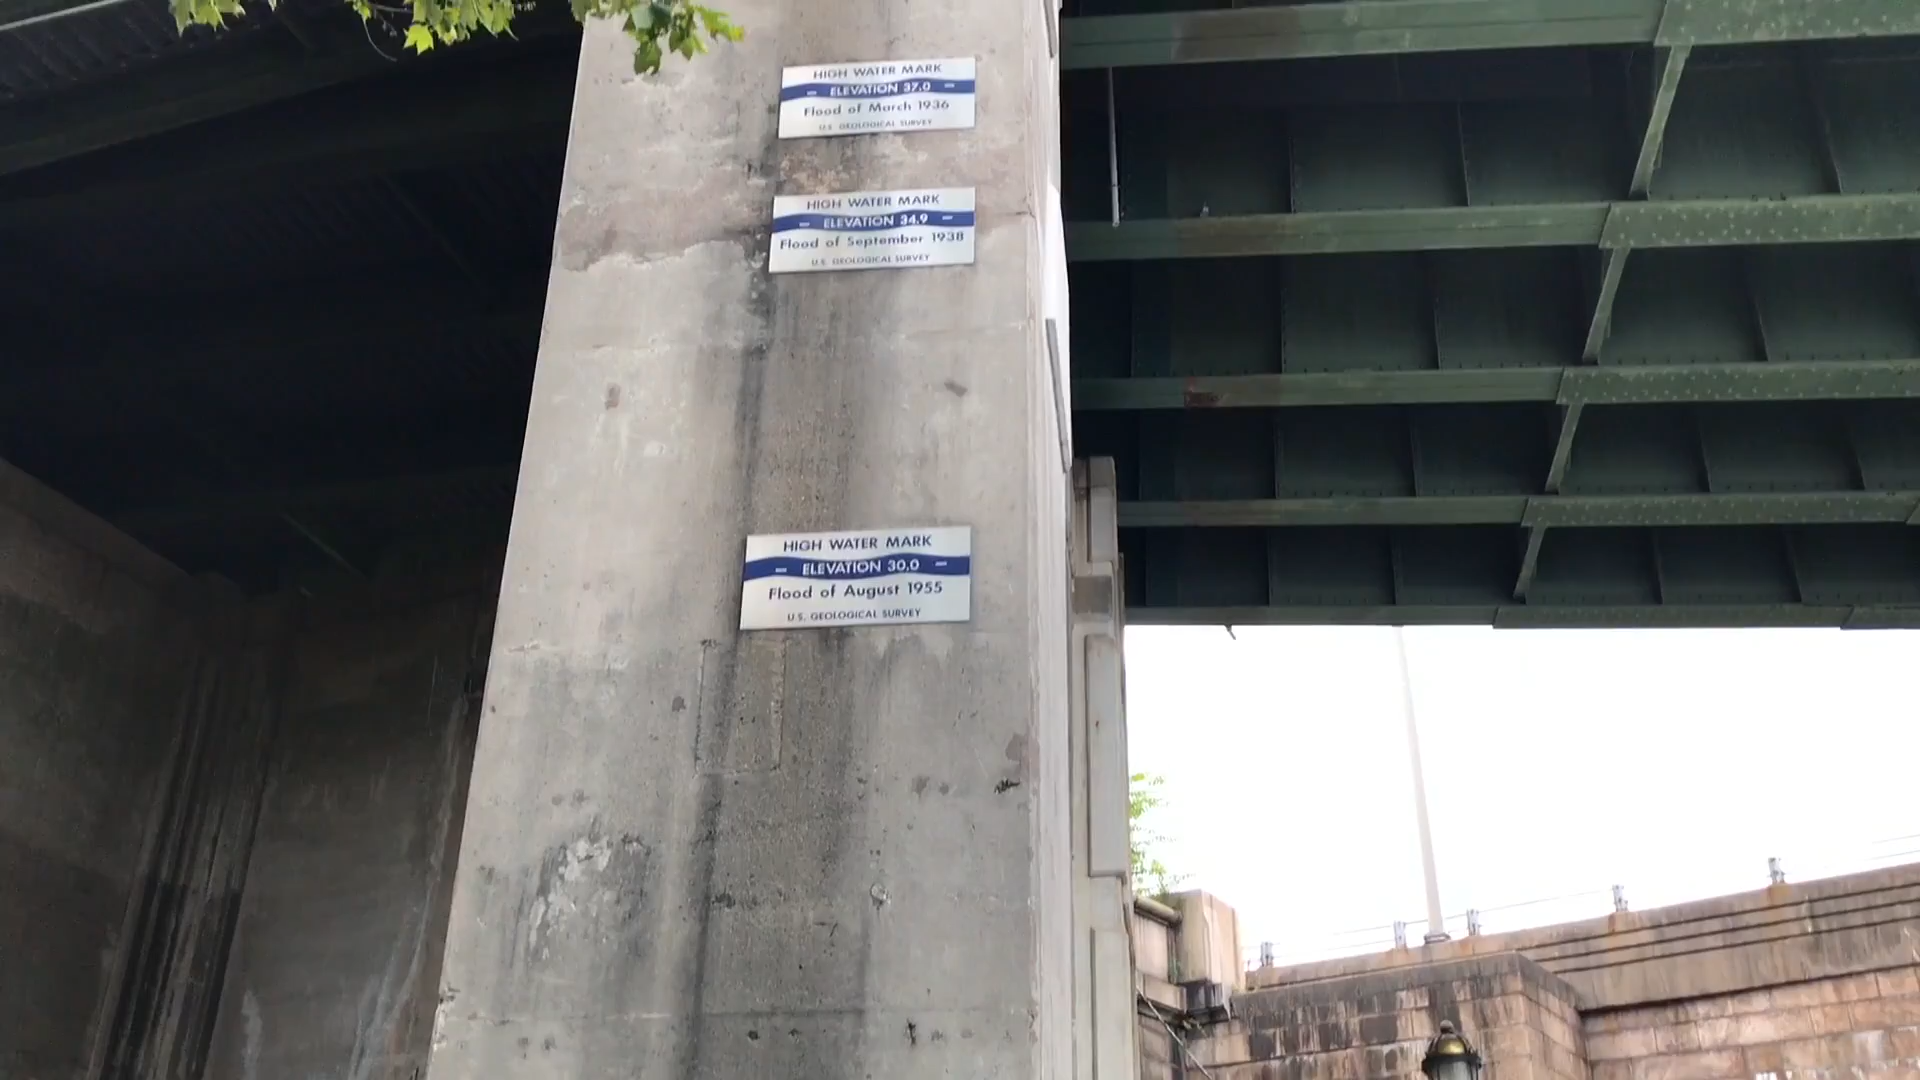 HIGH WATER MARK
- ELEVATION 37.0 -
Flood of March 1936
U.S. GEOLOGICAL SURVEY
HIGH WATER MARK
- ELEVATION 34.9 -
Flood of September 1938
U.S. GEOLOGICAL SURVEY
HIGH WATER MARK
- ELEVATION 30.0 -
Flood of August 1955
U.S. GEOLOGICAL SURVEY